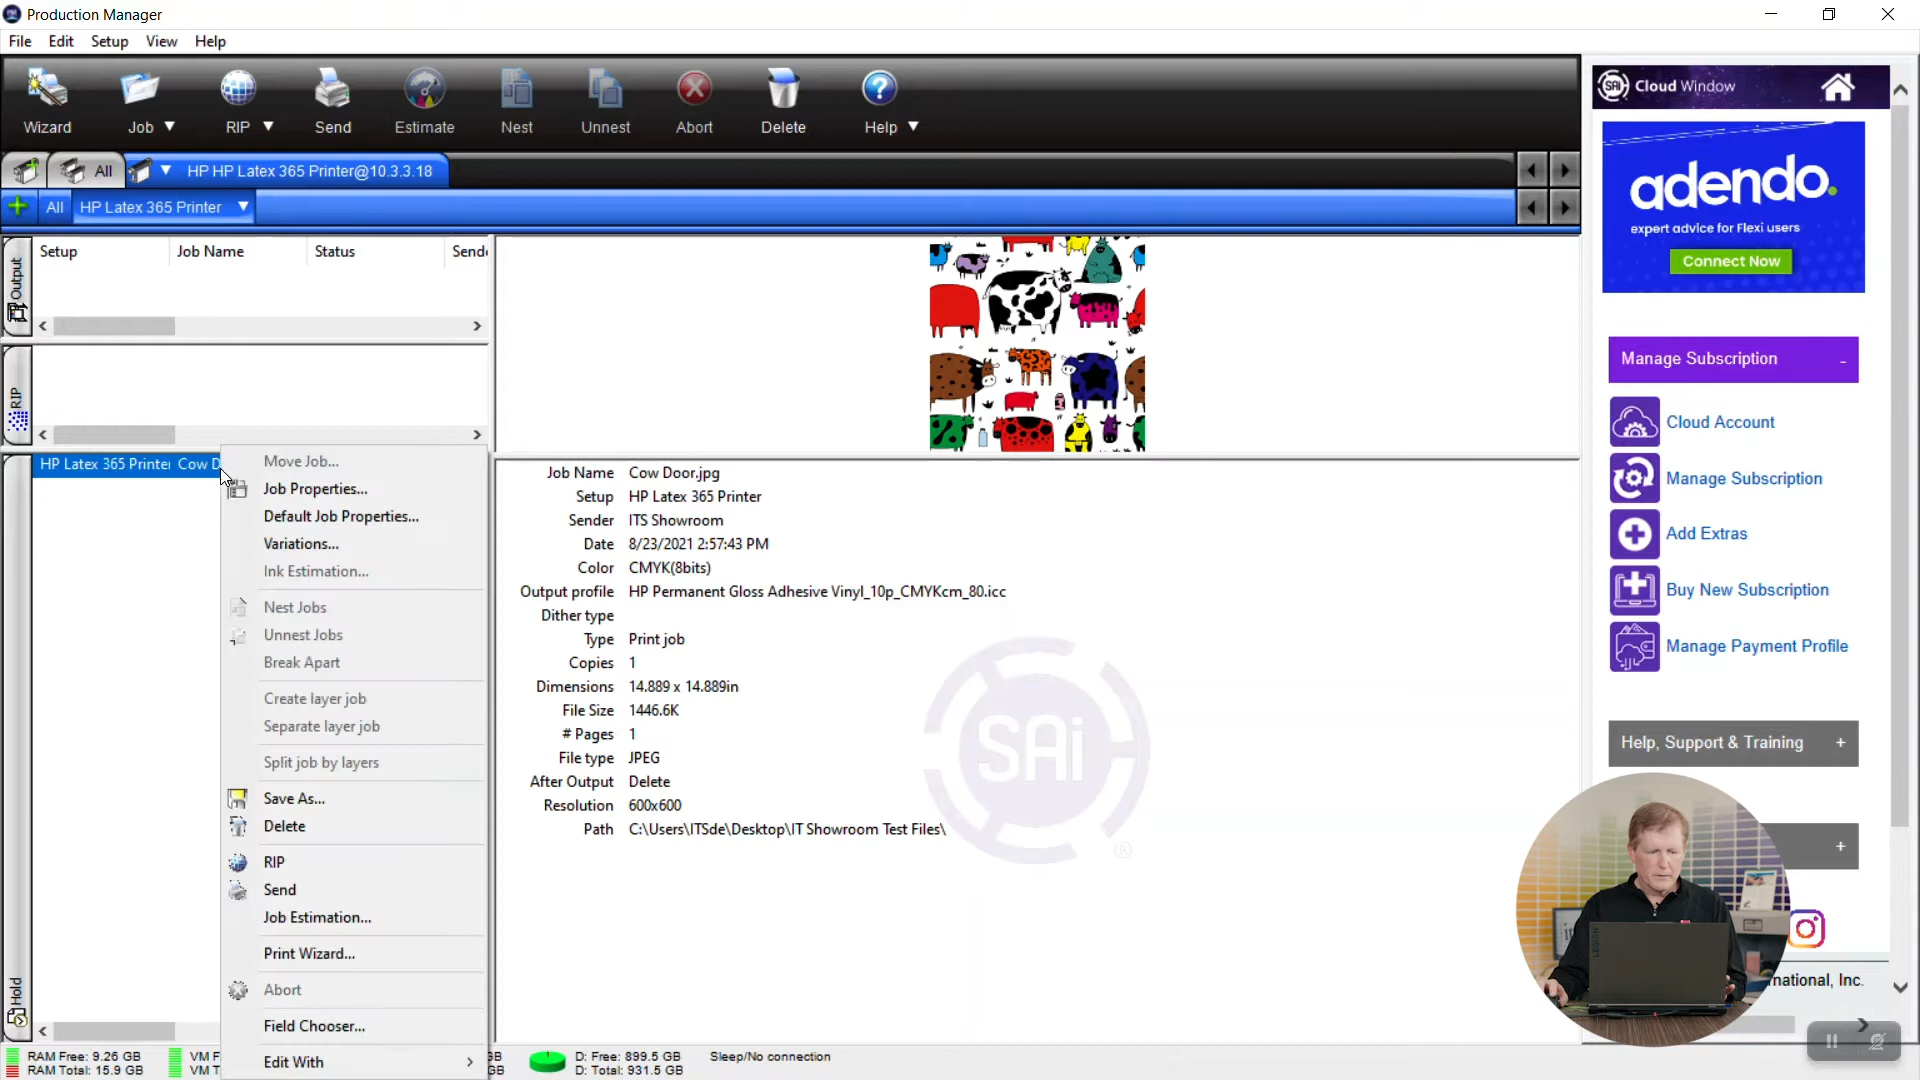 Production Manager
File Edit Setup View Help
Wizard Job RIP Send Estimate Nest Unnest Abort Delete Help
All HP HP Latex 365 Printer@10.3.3.18
All HP Latex 365 Printer
Output
Setup Job Name Status Sende
RIP
Hold
HP Latex 365 Printer Cow D
Move Job...
Job Properties...
Default Job Properties...
Variations...
Ink Estimation...
Nest Jobs
Unnest Jobs
Break Apart
Create layer job
Separate layer job
Split job by layers
Save As...
Delete
RIP
Send
Job Estimation...
Print Wizard...
Abort
Field Chooser...
Edit With
Job Name Cow Door.jpg
Setup HP Latex 365 Printer
Sender ITS Showroom
Date 8/23/2021 2:57:43 PM
Color CMYK(8bits)
Output profile HP Permanent Gloss Adhesive Vinyl_10p_CMYKcm_80.icc
Dither type
Type Print job
Copies 1
Dimensions 14.889 x 14.889in
File Size 1446.6K
# Pages 1
File type JPEG
After Output Delete
Resolution 600x600
Path C:\Users\ITSde\Desktop\IT Showroom Test Files\
SAi
®
SAi Cloud Window
adendo.
expert advice for Flexi users
Connect Now
Manage Subscription -
Cloud Account
Manage Subscription
Add Extras
Buy New Subscription
Manage Payment Profile
Help, Support & Training +
+
national, Inc.
RAM Free: 9.26 GB
RAM Total: 15.9 GB
VM F
VM T
GB
GB
D: Free: 899.5 GB
D: Total: 931.5 GB
Sleep/No connection